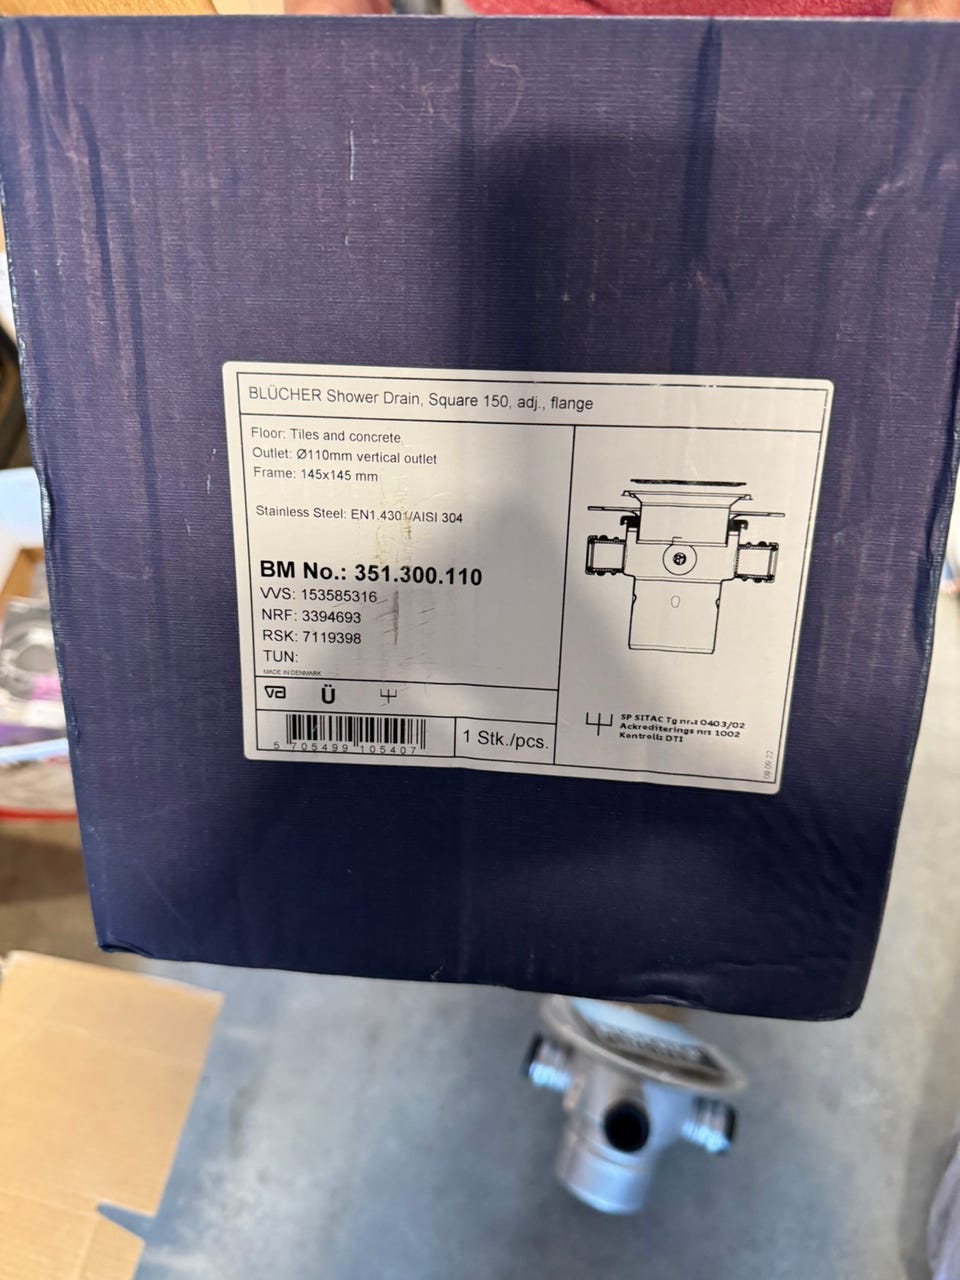 BLÜCHER Shower Drain, Square 150, adj., flange
Floor: Tiles and concrete
Outlet: Ø110mm vertical outlet
Frame: 145x145 mm
Stainless Steel: EN1.4301/AISI 304
BM No.: 351.300.110
VVS: 153585316
NRF: 3394693
RSK: 7119398
TUN:
MADE IN DENMARK
va Ü
5 705499 105407
1 Stk./pcs.
SP SITAC Tg nr.: 0403/02
Ackrediterings nr: 1002
Kontroll: DTI
09.09.22